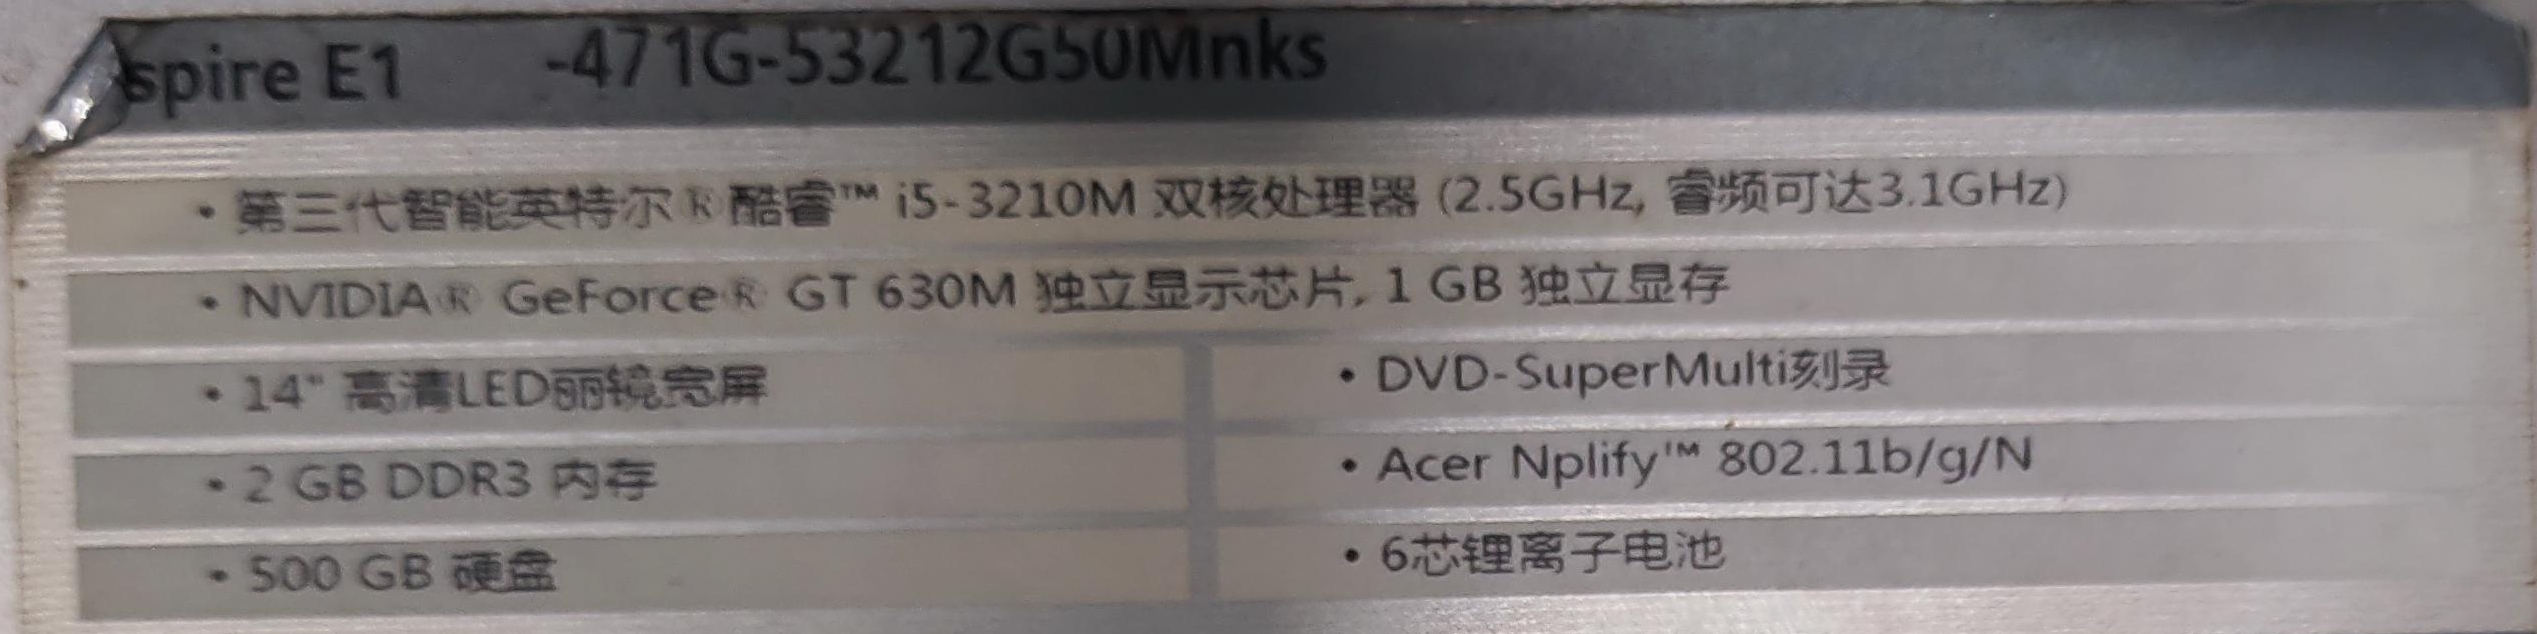 spire E1 -471G-53212G50Mnks
• 第三代智能英特尔® 酷睿™ i5-3210M 双核处理器 (2.5GHz, 睿频可达3.1GHz)
• NVIDIA® GeForce® GT 630M 独立显示芯片, 1 GB 独立显存
• 14" 高清LED丽镜宽屏
• 2 GB DDR3 内存
• 500 GB 硬盘
• DVD-SuperMulti刻录
• Acer Nplify™ 802.11b/g/N
• 6芯锂离子电池